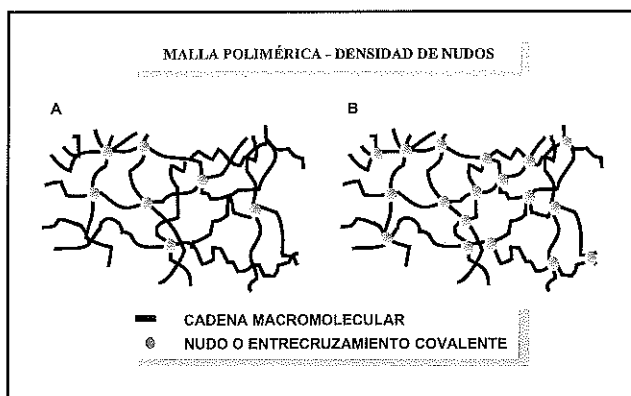 MALLA POLIMÉRICA - DENSIDAD DE NUDOS
A
B
CADENA MACROMOLECULAR
NUDO O ENTRECRUZAMIENTO COVALENTE